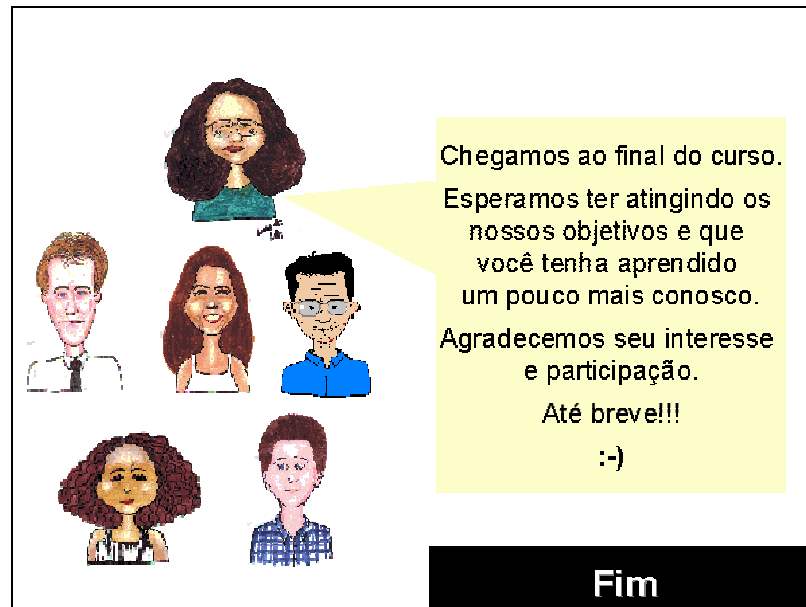 Chegamos ao final do curso.
Esperamos ter atingindo os
nossos objetivos e que
você tenha aprendido
um pouco mais conosco.
Agradecemos seu interesse
e participação.
Até breve!!!
:-)
Fim